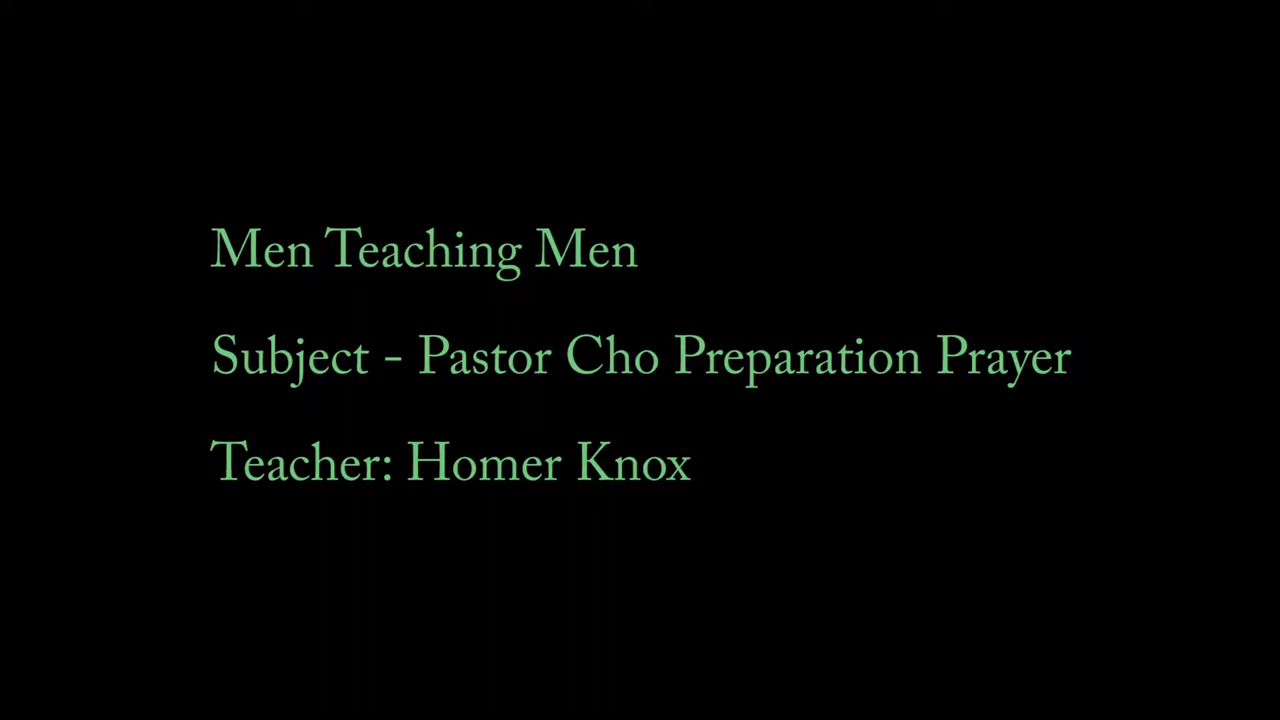 Men Teaching Men
Subject - Pastor Cho Preparation Prayer
Teacher: Homer Knox